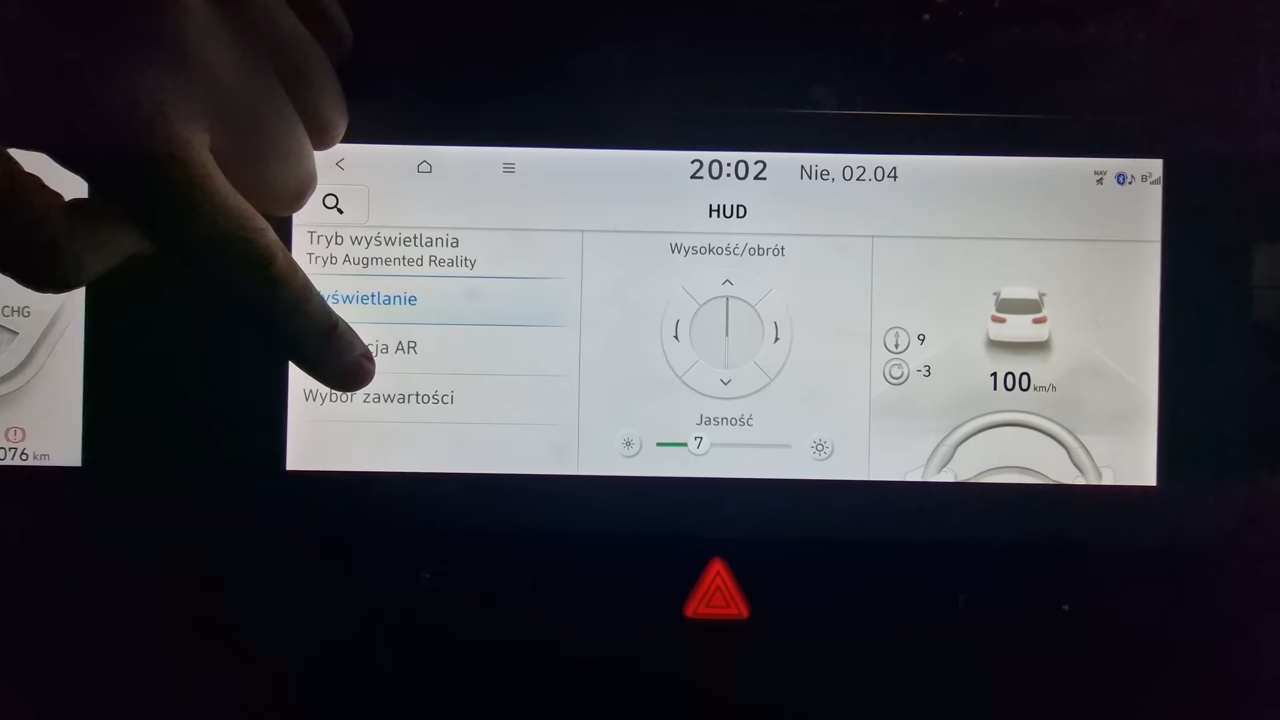 20:02 Nie, 02.04
NAV
B
HUD
Tryb wyświetlania
Tryb Augmented Reality
AR
Wybór zawartości
Wysokość/obrót
Jasność
7
9
-3
100 km/h
CHG
076 km